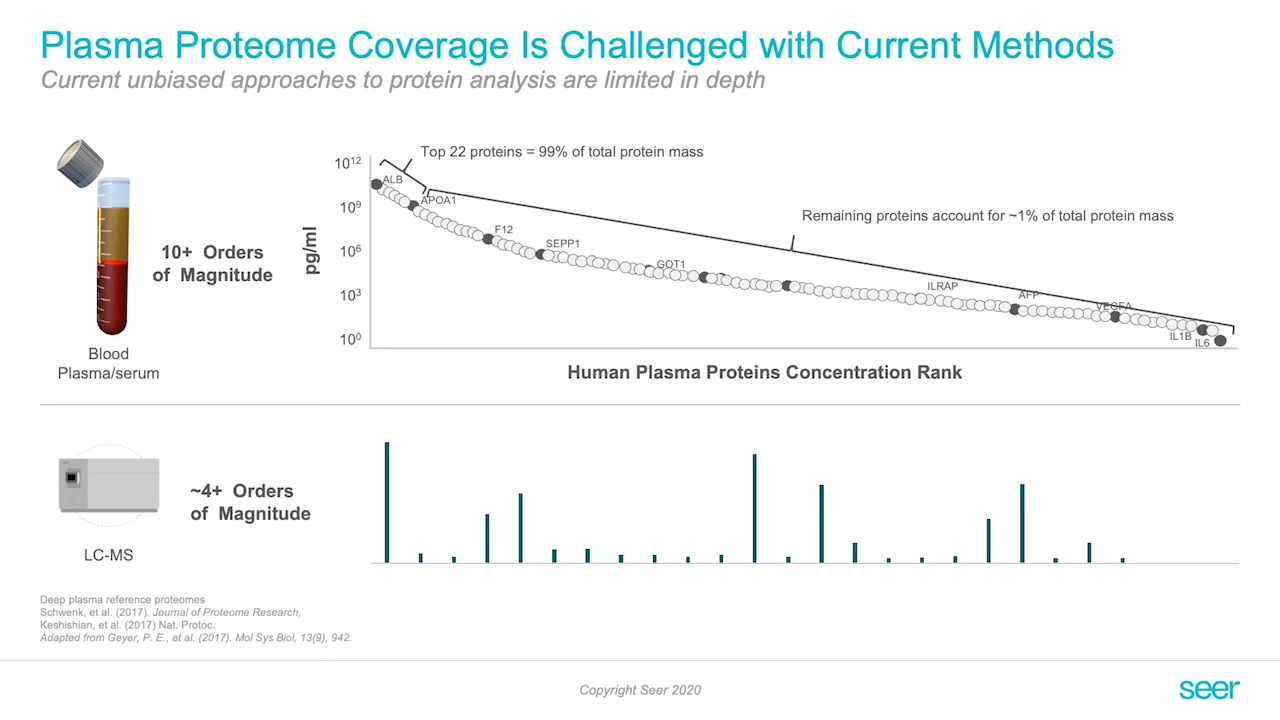 Plasma Proteome Coverage Is Challenged with Current Methods
Current unbiased approaches to protein analysis are limited in depth
Top 22 proteins = 99% of total protein mass
Remaining proteins account for ~1% of total protein mass
10+ Orders
of Magnitude
Blood
Plasma/serum
pg/ml
10¹²
10⁹
10⁶
10³
10⁰
ALB
APOA1
F12
SEPP1
GOT1
ILRAP
AFP
VEGFA
IL1B
IL6
Human Plasma Proteins Concentration Rank
~4+ Orders
of Magnitude
LC-MS
Deep plasma reference proteomes
Schwenk, et al. (2017). Journal of Proteome Research,
Keshishian, et al. (2017) Nat. Protoc.
Adapted from Geyer, P. E., et al. (2017). Mol Sys Biol, 13(9), 942.
Copyright Seer 2020
seer